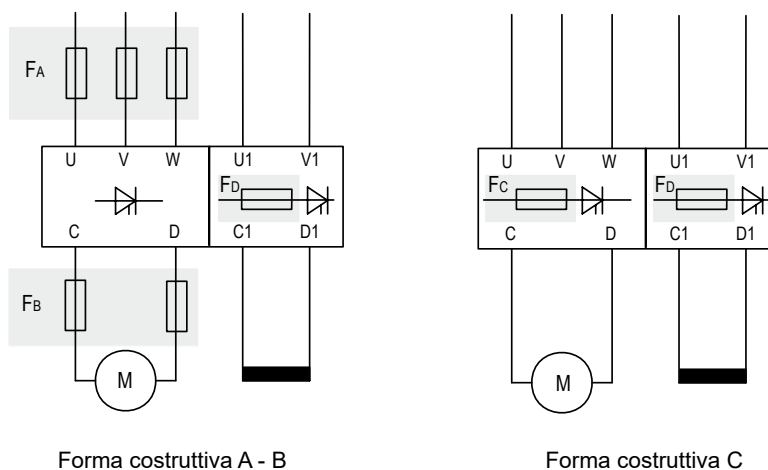 FA
U V W U1 V1
FD
C D C1 D1
FB
M
Forma costruttiva A - B
U V W U1 V1
FC FD
C D C1 D1
M
Forma costruttiva C